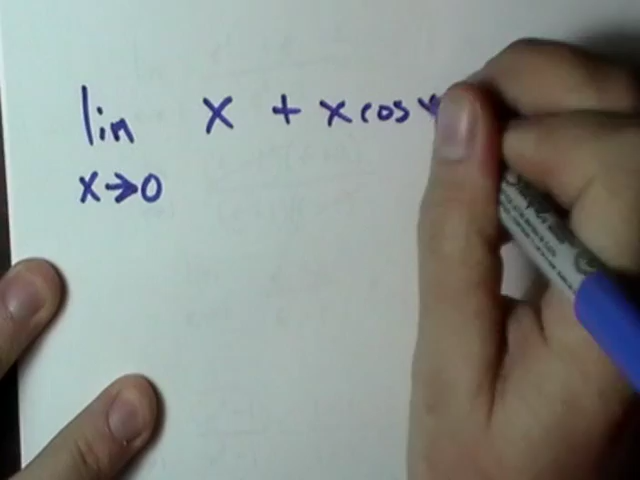 lim x + x cos x
x→0